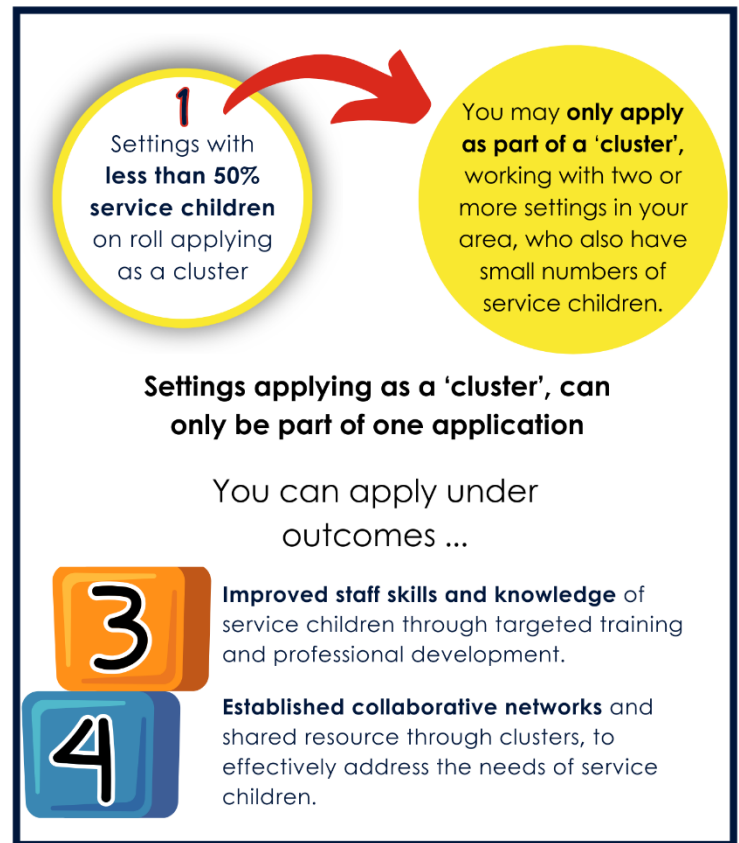 1
Settings with
less than 50%
service children
on roll applying
as a cluster
You may only apply
as part of a ‘cluster’,
working with two or
more settings in your
area, who also have
small numbers of
service children.
Settings applying as a ‘cluster’, can
only be part of one application
You can apply under
outcomes ...
3
Improved staff skills and knowledge of
service children through targeted training
and professional development.
4
Established collaborative networks and
shared resource through clusters, to
effectively address the needs of service
children.